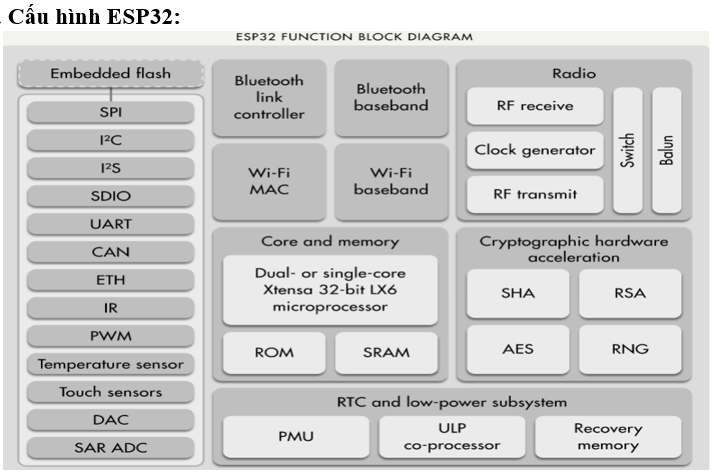 . Cấu hình ESP32:
ESP32 FUNCTION BLOCK DIAGRAM
Embedded flash
SPI
I²C
I²S
SDIO
UART
CAN
ETH
IR
PWM
Temperature sensor
Touch sensors
DAC
SAR ADC
Bluetooth
link
controller
Bluetooth
baseband
Wi-Fi
MAC
Wi-Fi
baseband
Radio
RF receive
Clock generator
RF transmit
Switch
Balun
Core and memory
Dual- or single-core
Xtensa 32-bit LX6
microprocessor
ROM
SRAM
Cryptographic hardware
acceleration
SHA
RSA
AES
RNG
RTC and low-power subsystem
PMU
ULP
co-processor
Recovery
memory